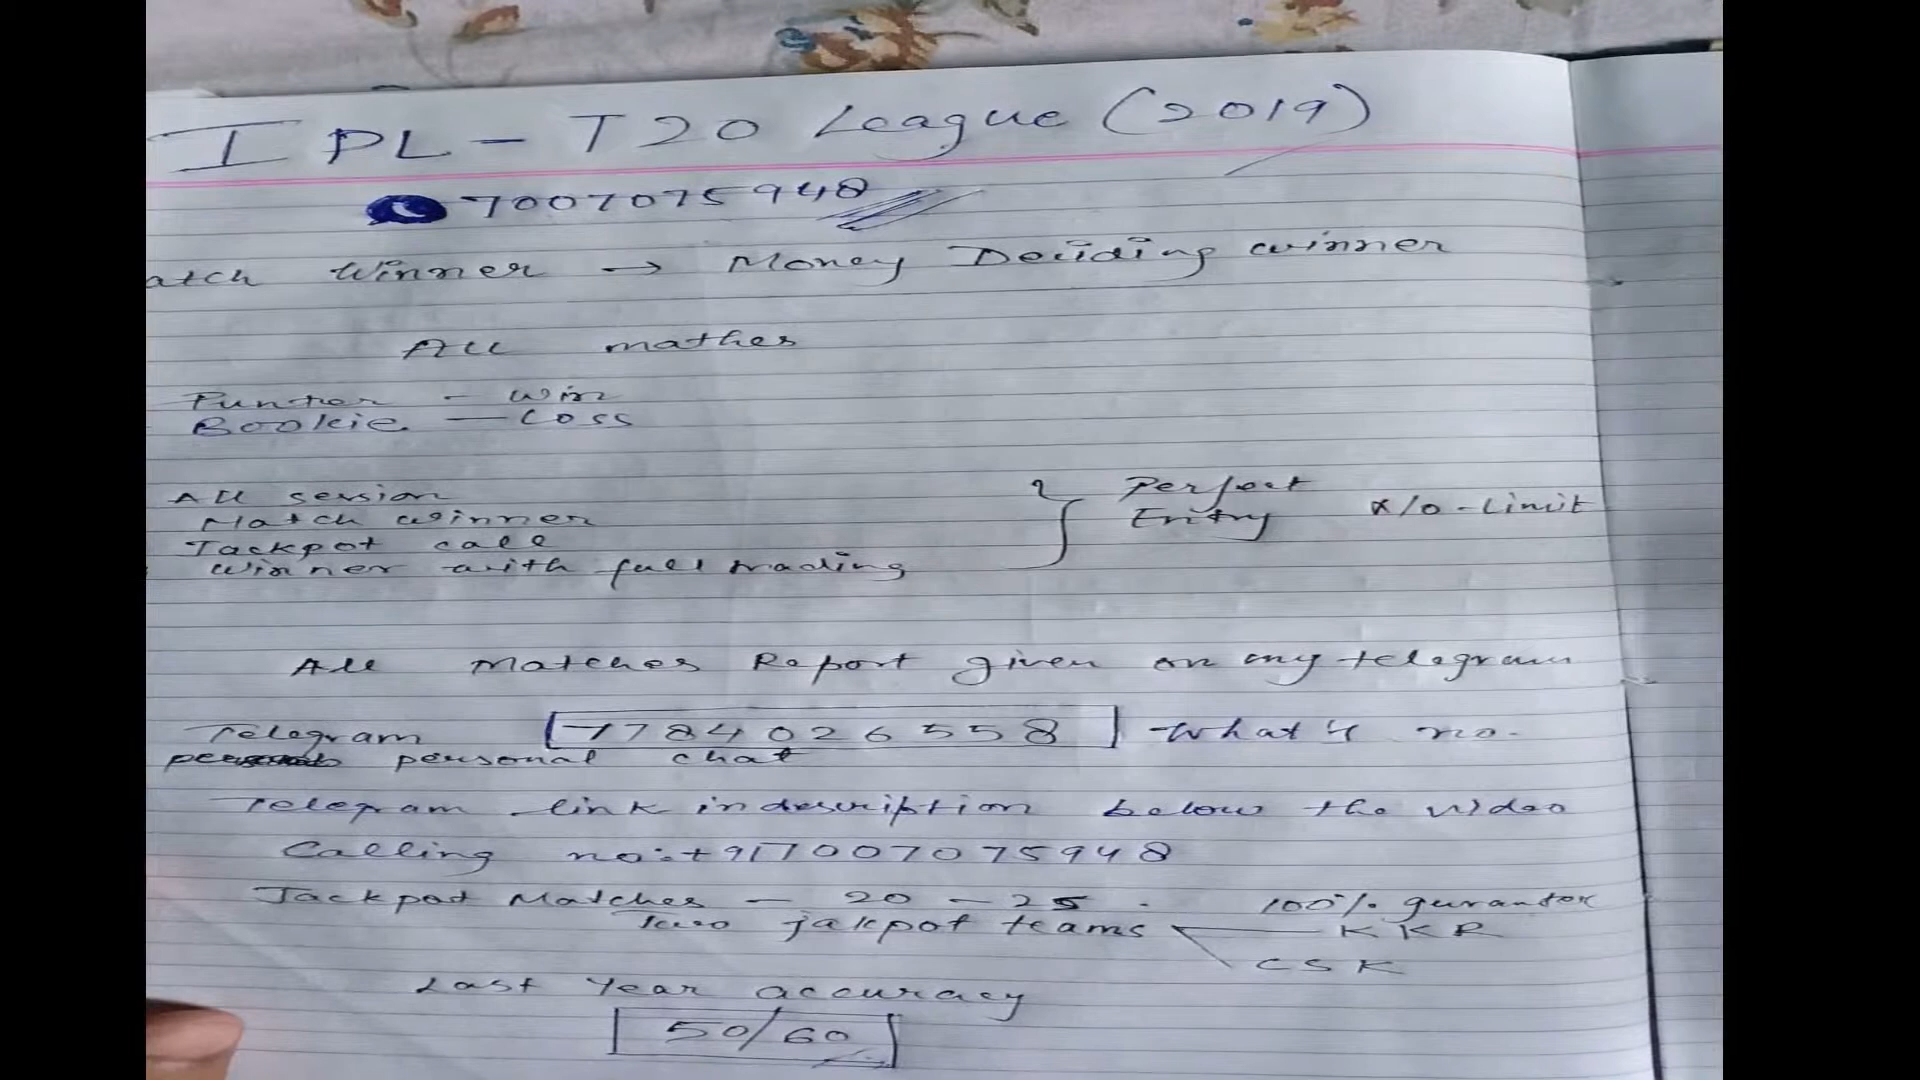 IPL - T20 League (2019)
7007075948
atch winner → Money Deciding winner
All mathes
Punter - win
Bookie - Loss
All session
Match winner
Jackpot call
winner with full trading
} Perfect
Entry
x/o - Limit
All matches Report given on my telegram
Telegram [7784026558] What's no.
personal chat
Telegram link in description below the video
Calling no:+917007075948
Jackpot Matches - 20 - 25 . 100% gurantee
Two jakpot teams KKR
CSK
Last Year accuracy
50/60